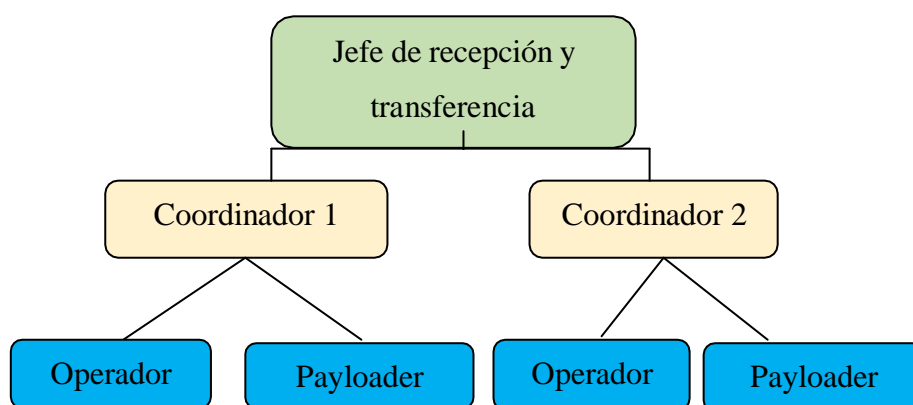 Jefe de recepción y
transferencia
Coordinador 1
Coordinador 2
Operador
Payloader
Operador
Payloader